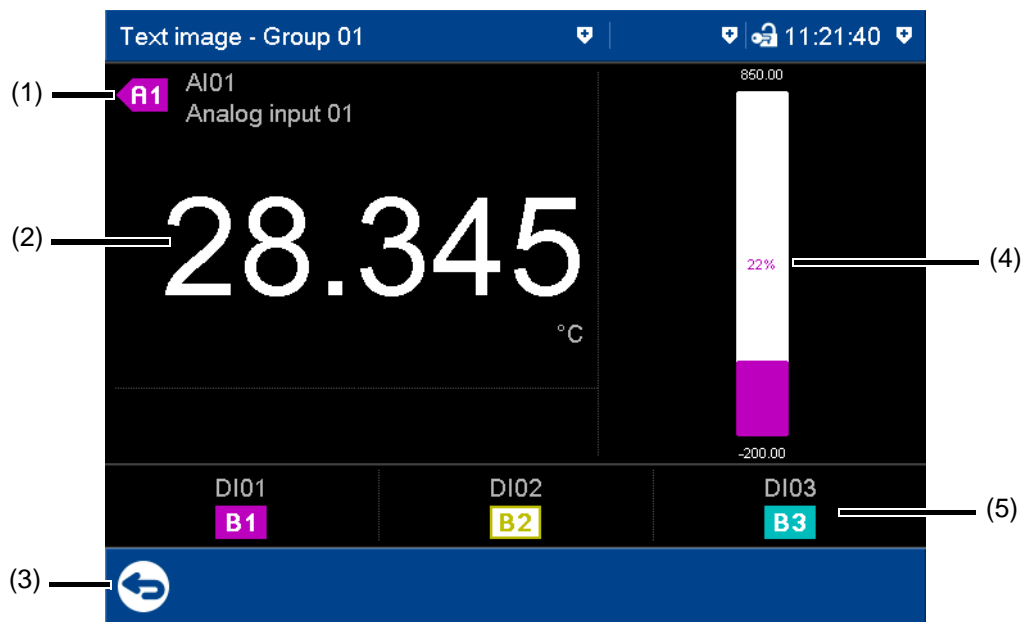 Text image - Group 01 11:21:40
(1)
A1
AI01
Analog input 01
850.00
(2)
28.345
°C
22%
(4)
-200.00
DI01
DI02
DI03
B1
B2
B3
(5)
(3)